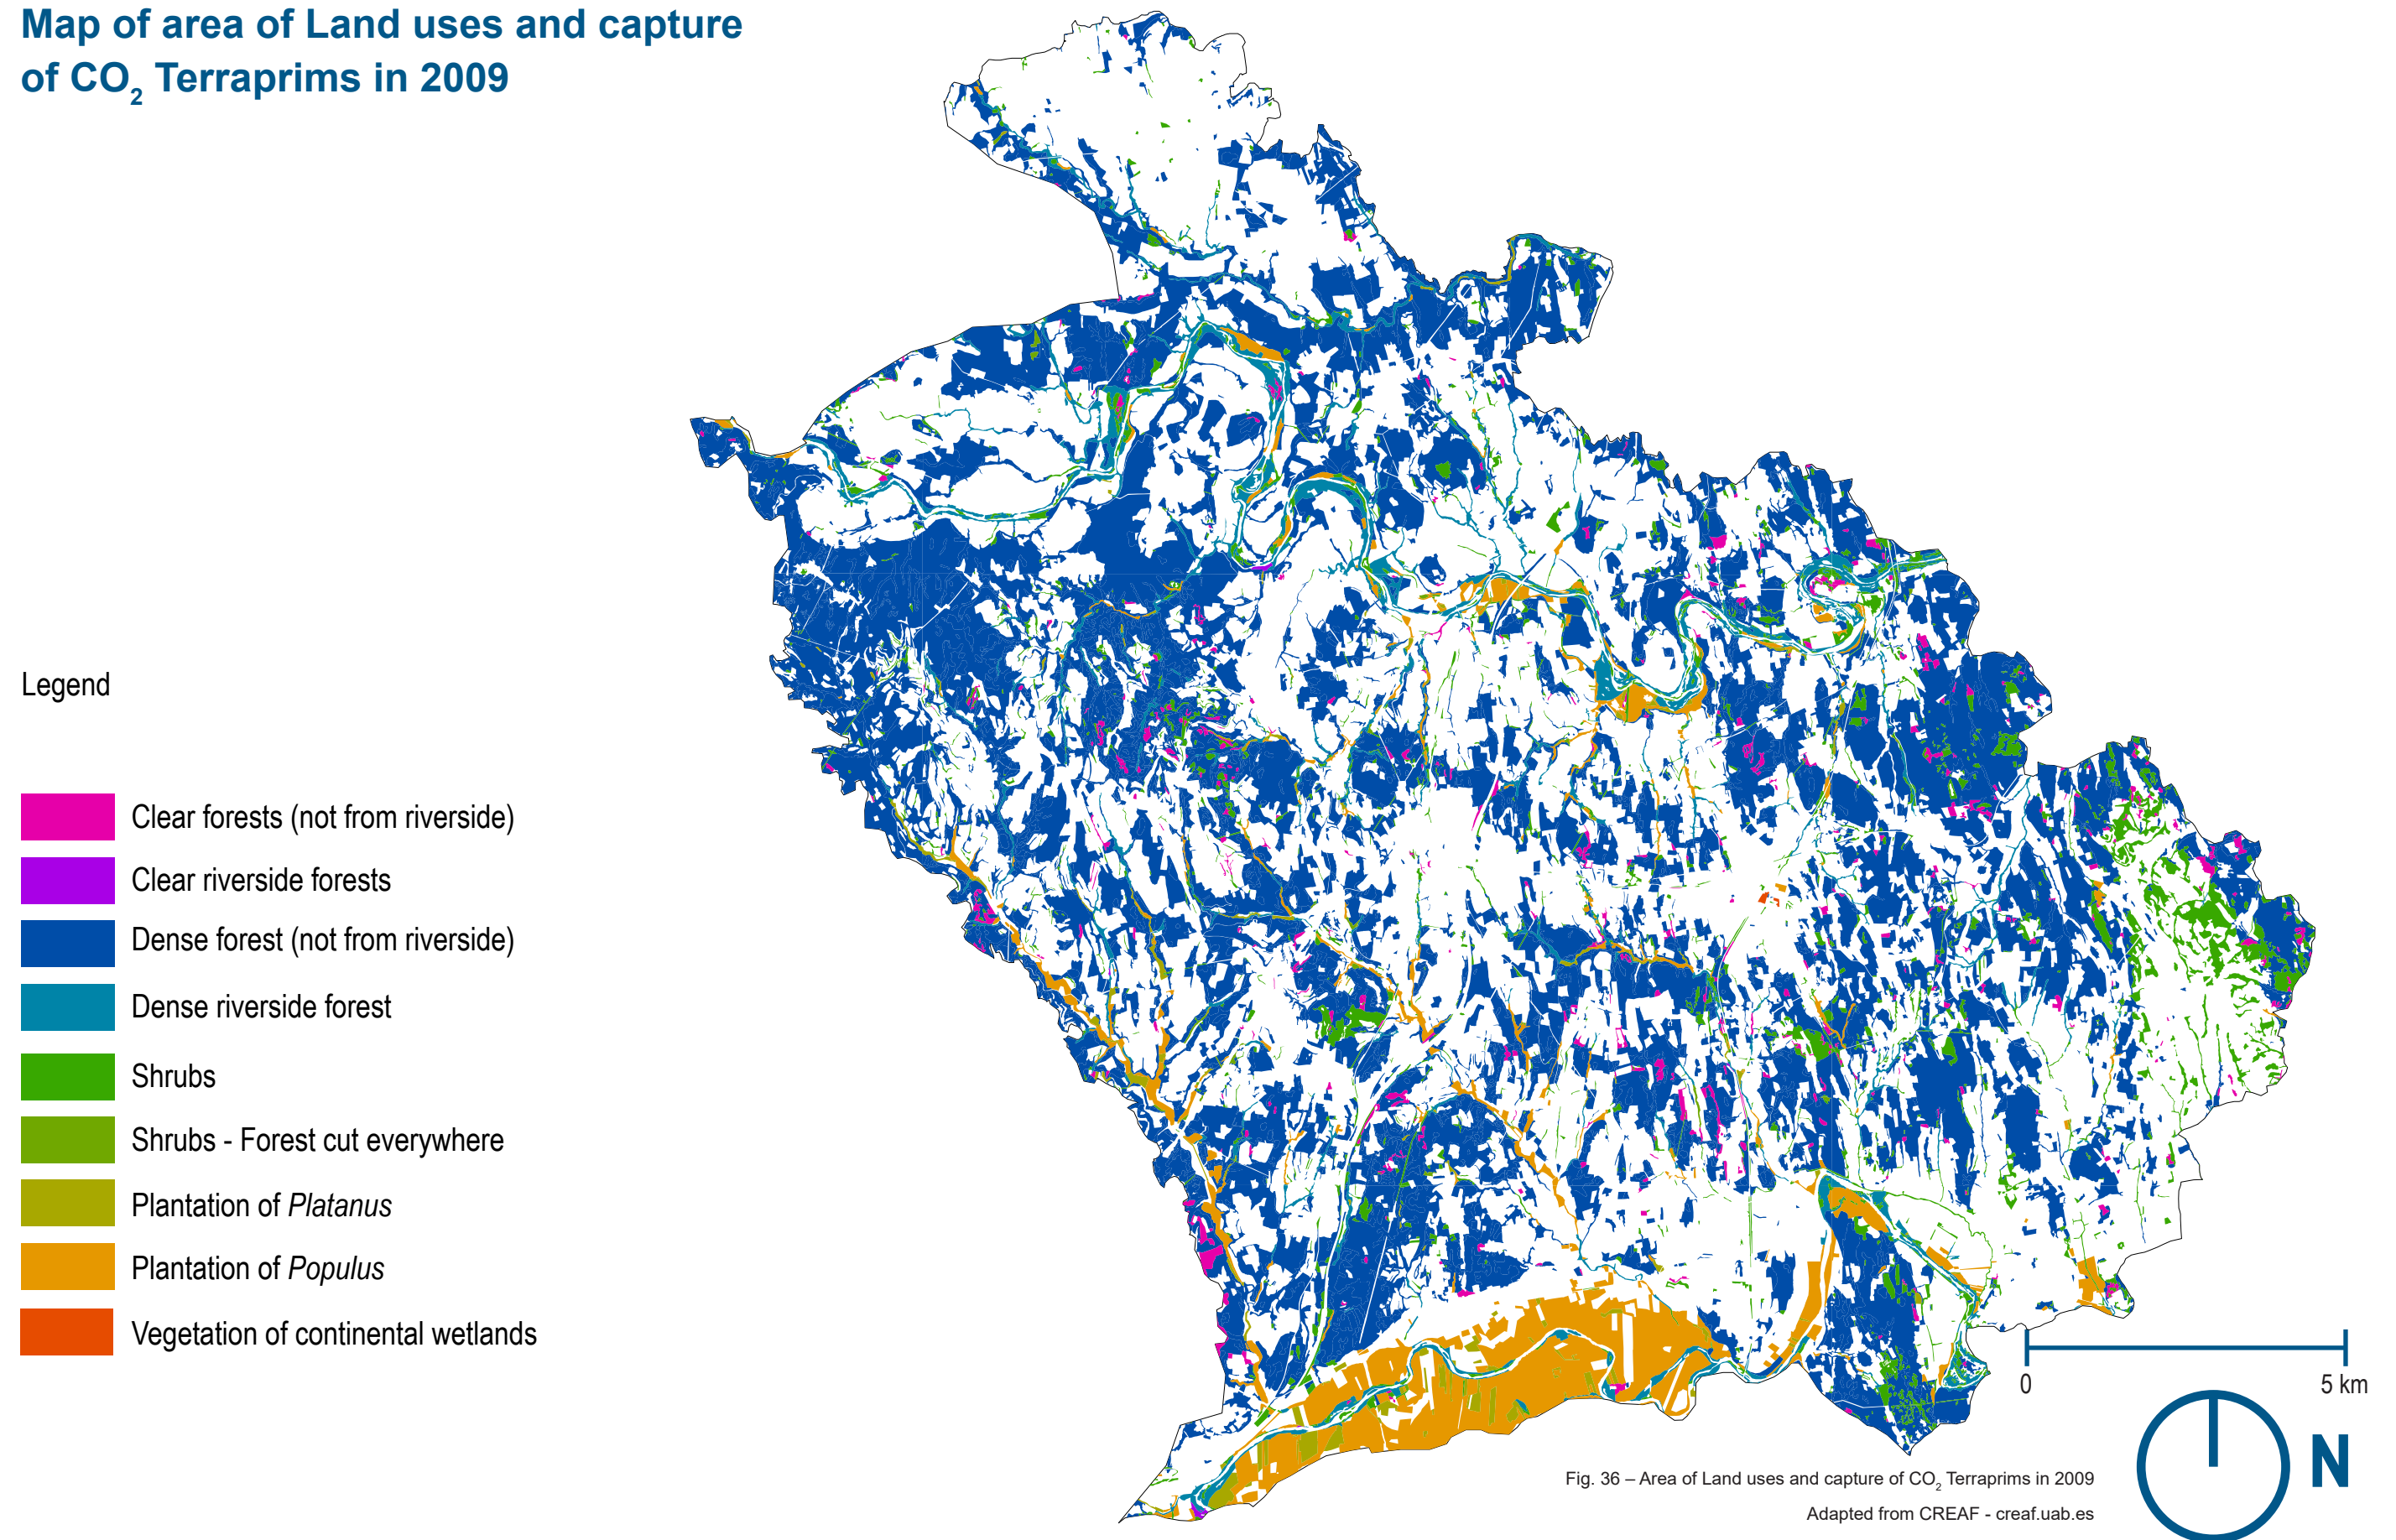 Map of area of Land uses and capture
of CO₂ Terraprims in 2009
Legend
Clear forests (not from riverside)
Clear riverside forests
Dense forest (not from riverside)
Dense riverside forest
Shrubs
Shrubs - Forest cut everywhere
Plantation of Platanus
Plantation of Populus
Vegetation of continental wetlands
0 5 km
N
Fig. 36 – Area of Land uses and capture of CO₂ Terraprims in 2009
Adapted from CREAF - creaf.uab.es